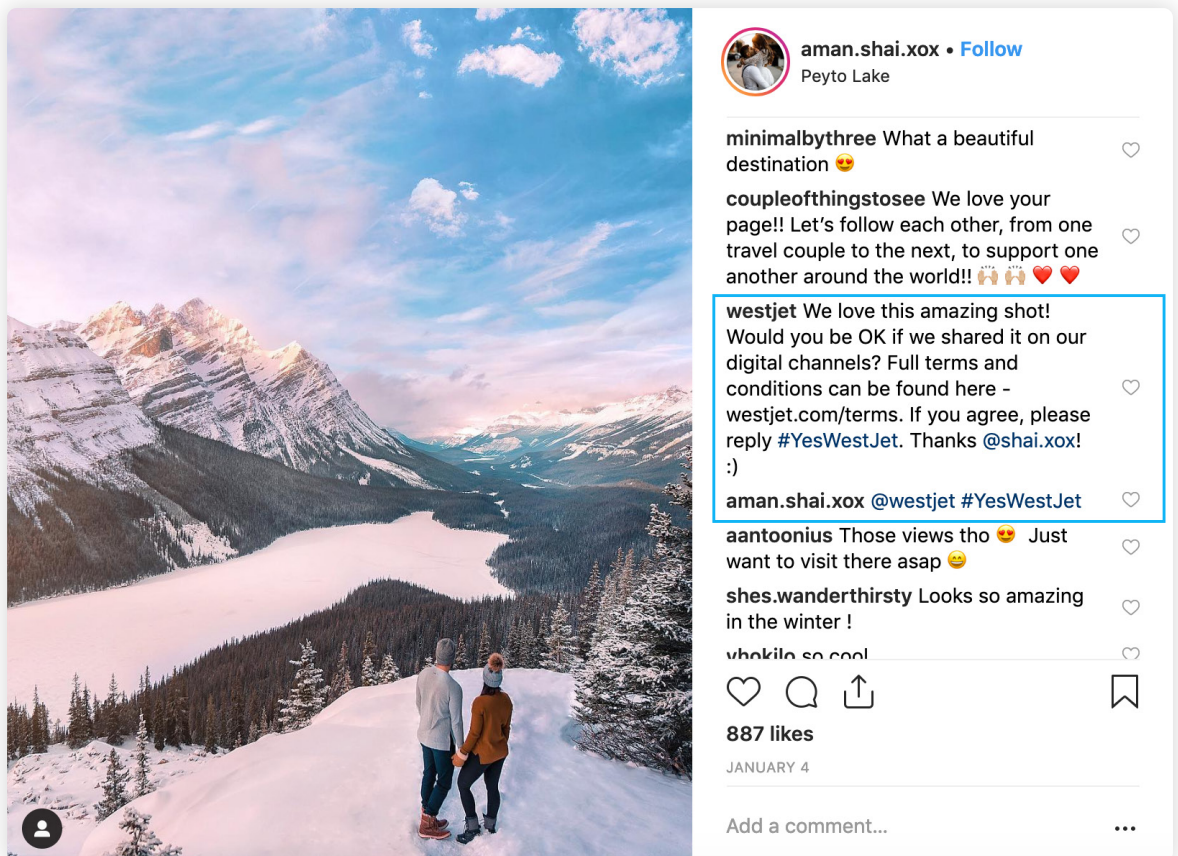 aman.shai.xox • Follow
Peyto Lake
minimalbythree What a beautiful
destination 😍
coupleofthingstosee We love your
page!! Let’s follow each other, from one
travel couple to the next, to support one
another around the world!! 🙌🏼 🙌🏼 ❤️ ❤️
westjet We love this amazing shot!
Would you be OK if we shared it on our
digital channels? Full terms and
conditions can be found here -
westjet.com/terms. If you agree, please
reply #YesWestJet. Thanks @shai.xox!
:)
aman.shai.xox @westjet #YesWestJet
aantoonius Those views tho 😍 Just
want to visit there asap 😄
shes.wanderthirsty Looks so amazing
in the winter !
vhokilo so cool
887 likes
JANUARY 4
Add a comment...